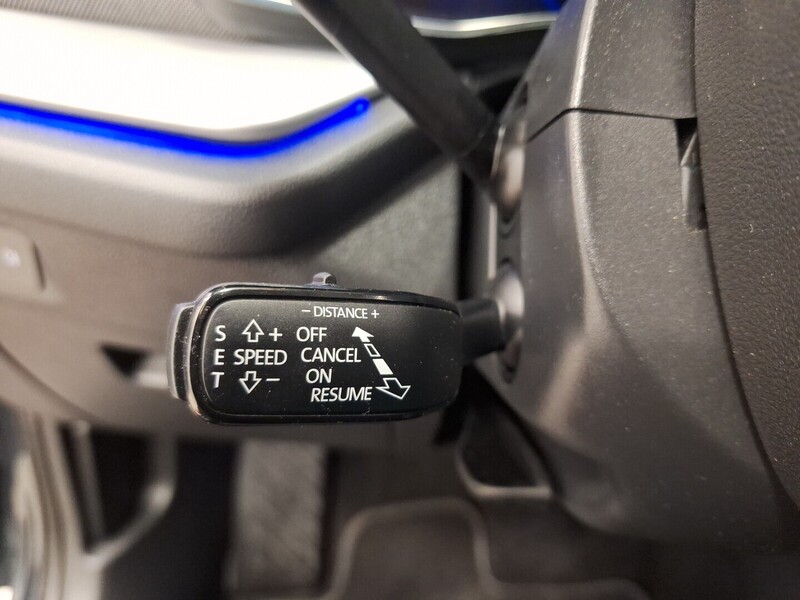 − DISTANCE +
S + OFF
E SPEED CANCEL
T − ON
RESUME